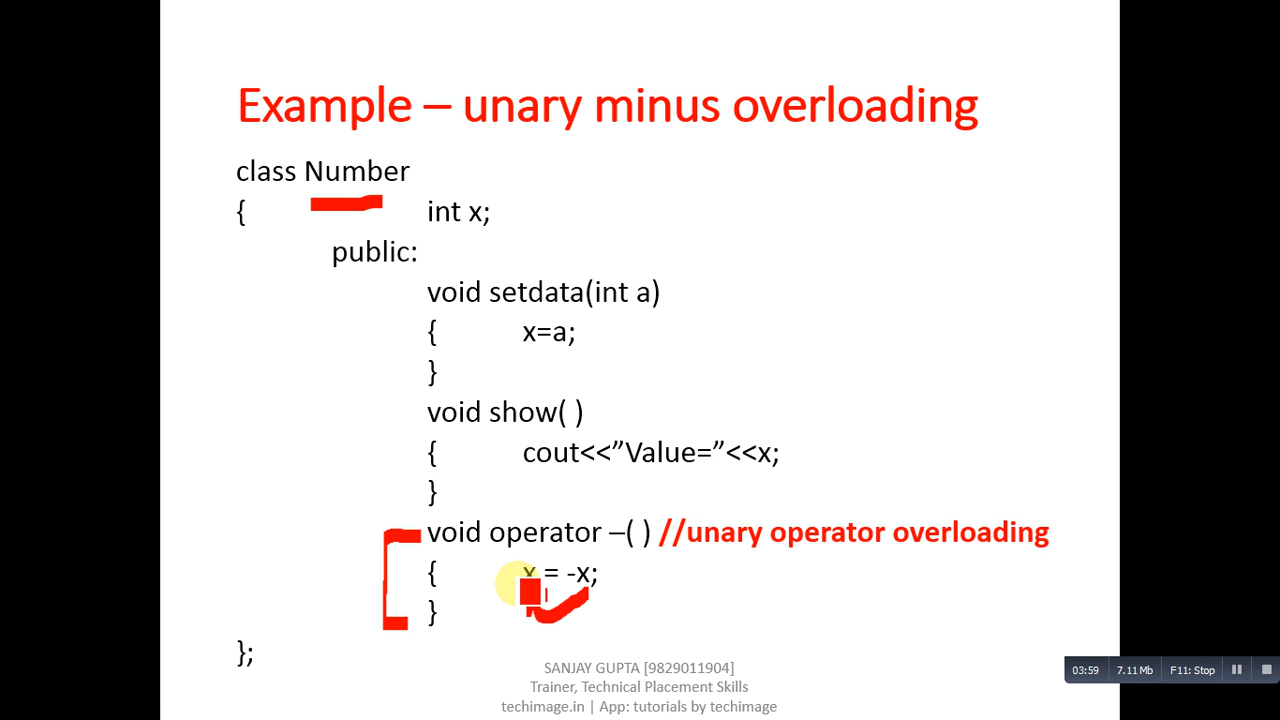 Example – unary minus overloading
class Number
{ int x;
public:
void setdata(int a)
{ x=a;
}
void show( )
{ cout<<”Value=”<<x;
}
void operator –( ) //unary operator overloading
{ x = -x;
}
};
SANJAY GUPTA [9829011904]
Trainer, Technical Placement Skills
techimage.in | App: tutorials by techimage
03:59 7.11 Mb F11: Stop